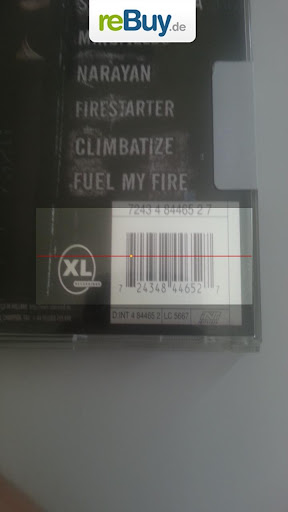 reBuy.de
NARAYAN
FIRESTARTER
CLIMBATIZE
FUEL MY FIRE
7243 4 84465 2 7
XL
7 24348 44652 7
D.INT 4 84465 2 LC 5667